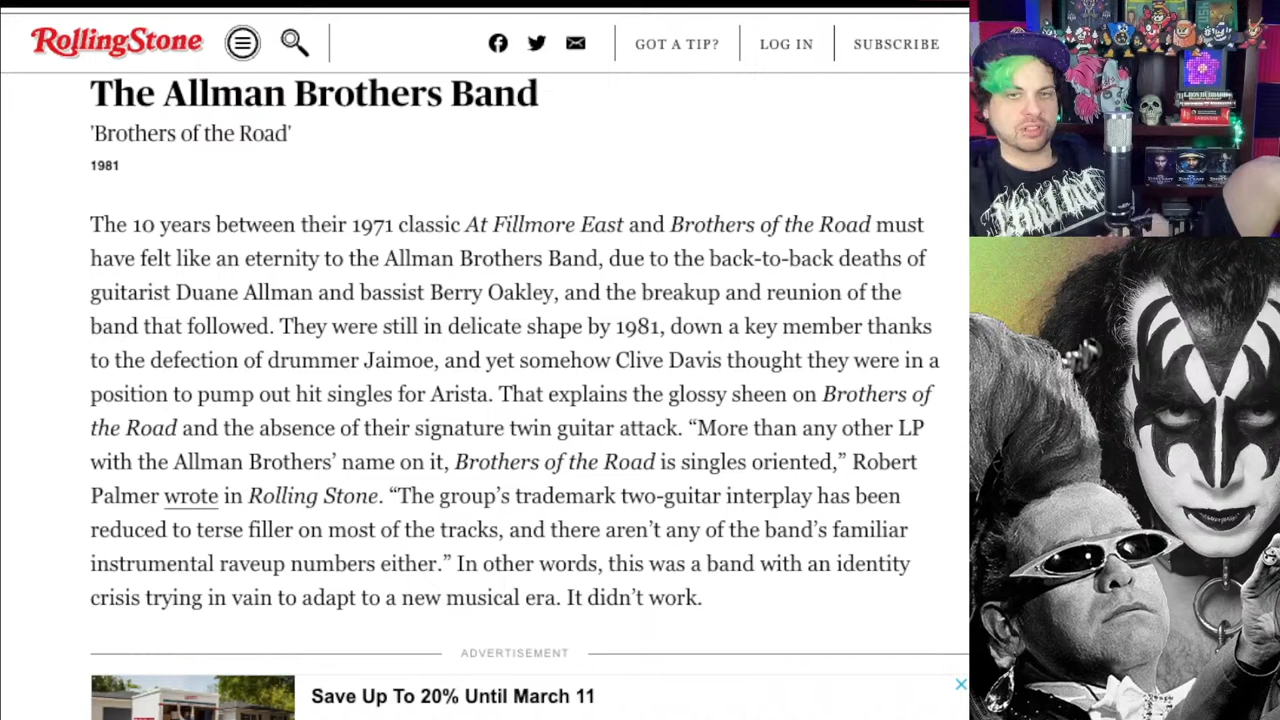 RollingStone
GOT A TIP?
LOG IN
SUBSCRIBE
The Allman Brothers Band
'Brothers of the Road'
1981
The 10 years between their 1971 classic At Fillmore East and Brothers of the Road must
have felt like an eternity to the Allman Brothers Band, due to the back-to-back deaths of
guitarist Duane Allman and bassist Berry Oakley, and the breakup and reunion of the
band that followed. They were still in delicate shape by 1981, down a key member thanks
to the defection of drummer Jaimoe, and yet somehow Clive Davis thought they were in a
position to pump out hit singles for Arista. That explains the glossy sheen on Brothers of
the Road and the absence of their signature twin guitar attack. “More than any other LP
with the Allman Brothers’ name on it, Brothers of the Road is singles oriented,” Robert
Palmer wrote in Rolling Stone. “The group’s trademark two-guitar interplay has been
reduced to terse filler on most of the tracks, and there aren’t any of the band’s familiar
instrumental raveup numbers either.” In other words, this was a band with an identity
crisis trying in vain to adapt to a new musical era. It didn’t work.
ADVERTISEMENT
Save Up To 20% Until March 11